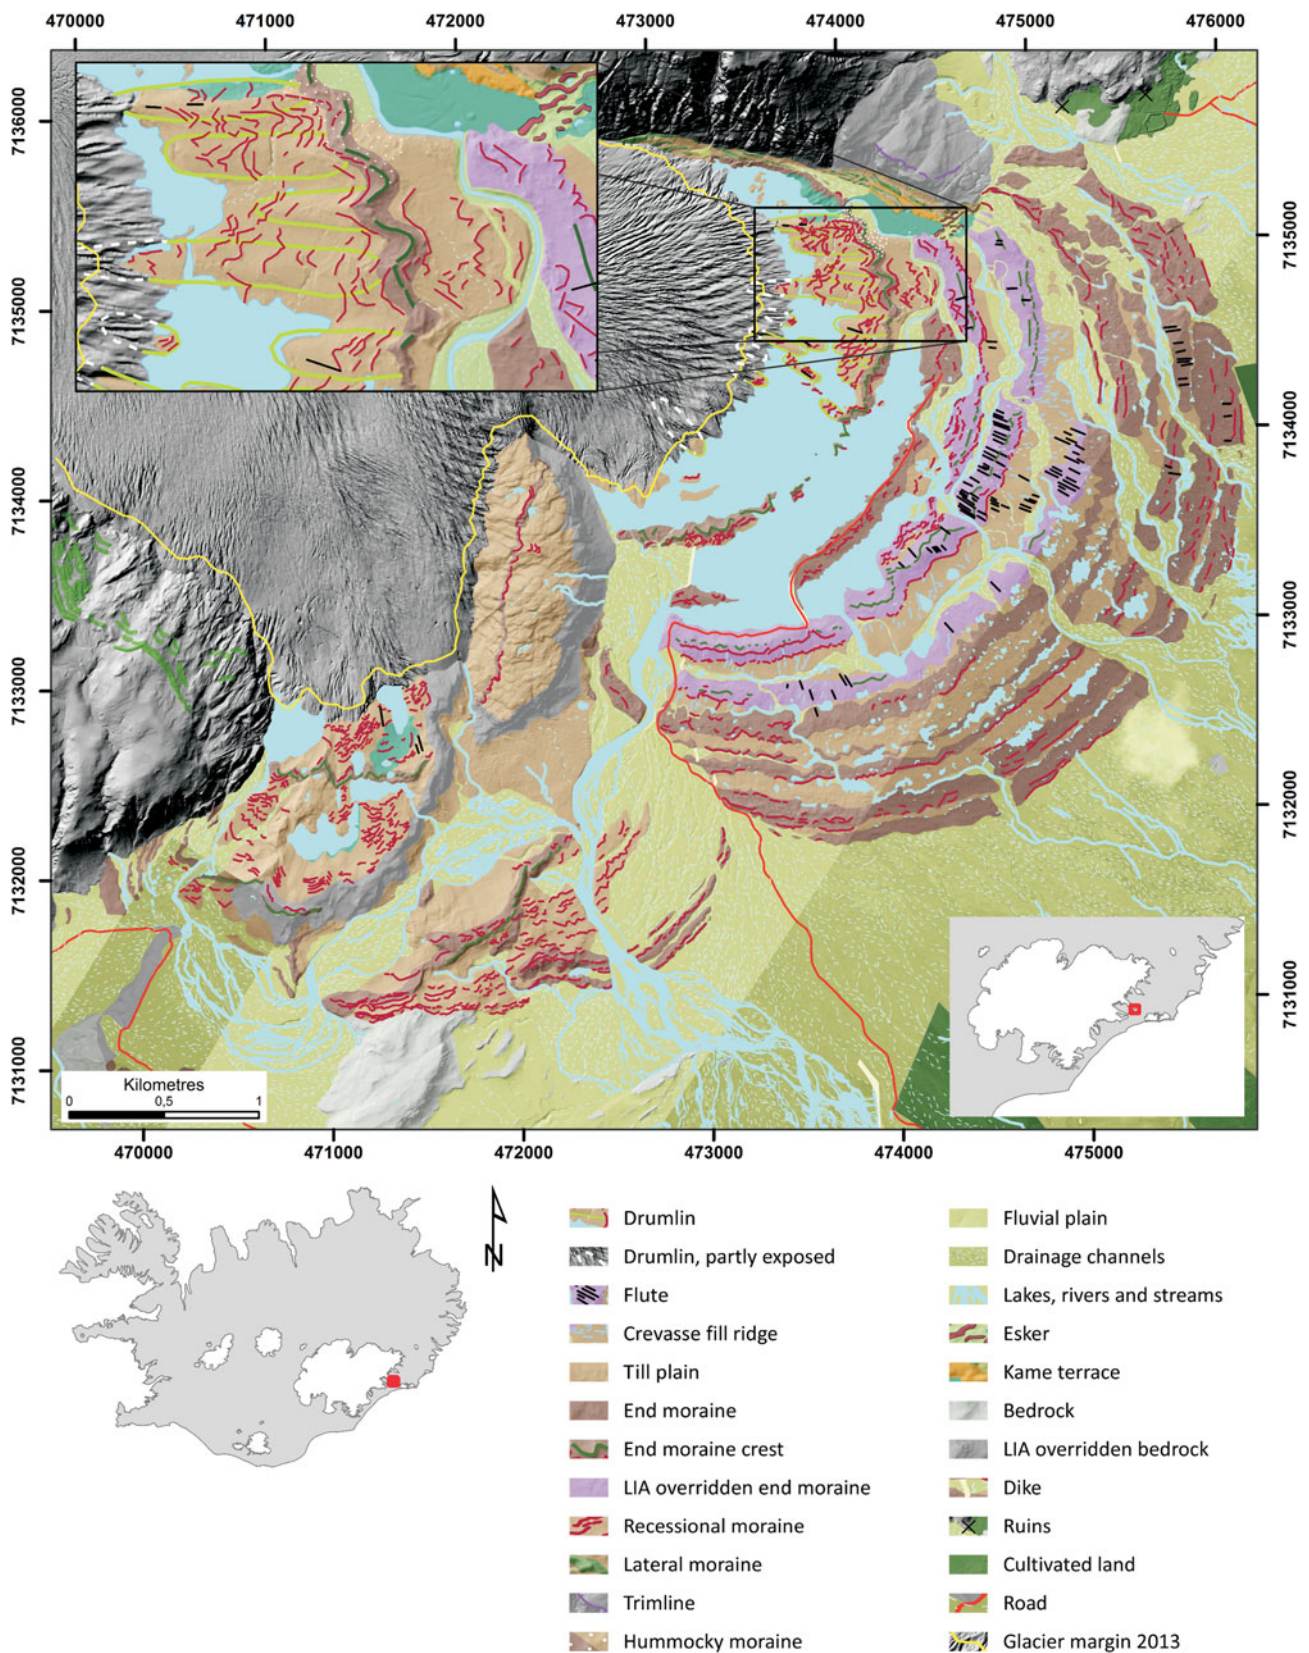 470000 471000 472000 473000 474000 475000 476000
7136000
7135000
7134000
7133000
7132000
7131000
7135000
7134000
7133000
7132000
7131000
Kilometres
0 0,5 1
470000 471000 472000 473000 474000 475000
N
Drumlin
Drumlin, partly exposed
Flute
Crevasse fill ridge
Till plain
End moraine
End moraine crest
LIA overridden end moraine
Recessional moraine
Lateral moraine
Trimline
Hummocky moraine
Fluvial plain
Drainage channels
Lakes, rivers and streams
Esker
Kame terrace
Bedrock
LIA overridden bedrock
Dike
Ruins
Cultivated land
Road
Glacier margin 2013